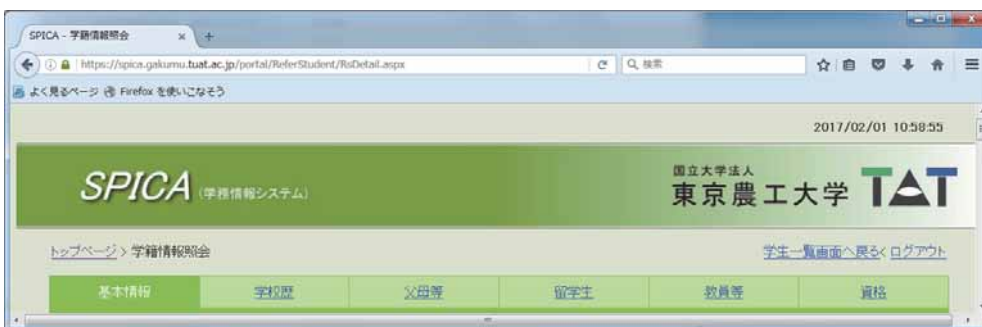 SPICA - 学籍情報照会
https://spica.gakumu.tuat.ac.jp/portal/ReferStudent/RsDetail.aspx
検索
よく見るページ Firefox を使いこなそう
2017/02/01 10:58:55
SPICA (学務情報システム)
国立大学法人
東京農工大学 TAT
トップページ > 学籍情報照会
学生一覧画面へ戻る< ログアウト
基本情報 学校歴 父母等 留学生 教員等 資格